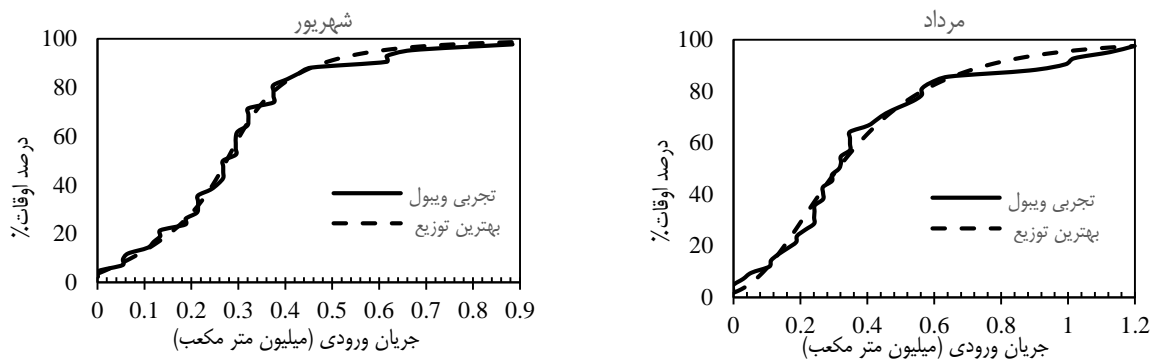 شهریور
100
80
60
40
20
0
درصد اوقات%
تجربی ویبول
بهترین توزیع
0 0.1 0.2 0.3 0.4 0.5 0.6 0.7 0.8 0.9
جریان ورودی (میلیون متر مکعب)
مرداد
100
80
60
40
20
0
درصد اوقات%
تجربی ویبول
بهترین توزیع
0 0.2 0.4 0.6 0.8 1 1.2
جریان ورودی (میلیون متر مکعب)